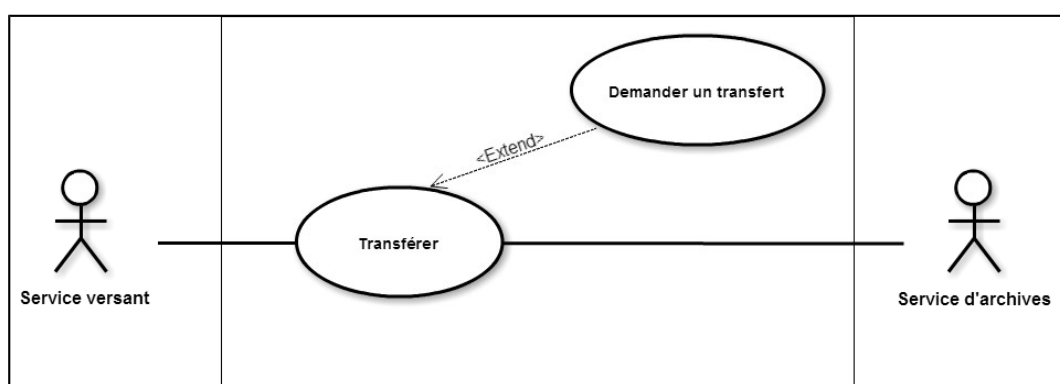 Demander un transfert
<Extend>
Transférer
Service versant
Service d'archives